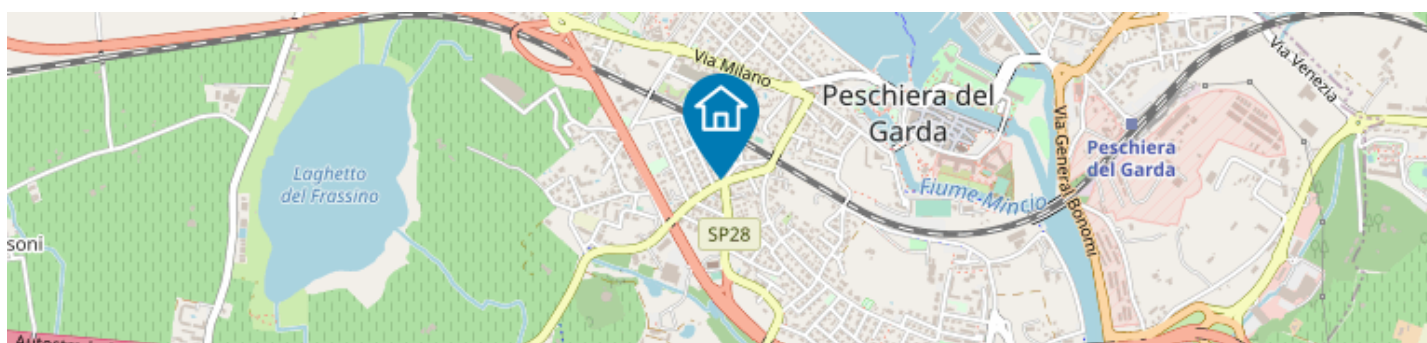 Via Milano
Via Venezia
Peschiera del
Garda
Peschiera
del Garda
Laghetto
del Frassino
Fiume-Mincio
Via General Bonomi
SP28
soni